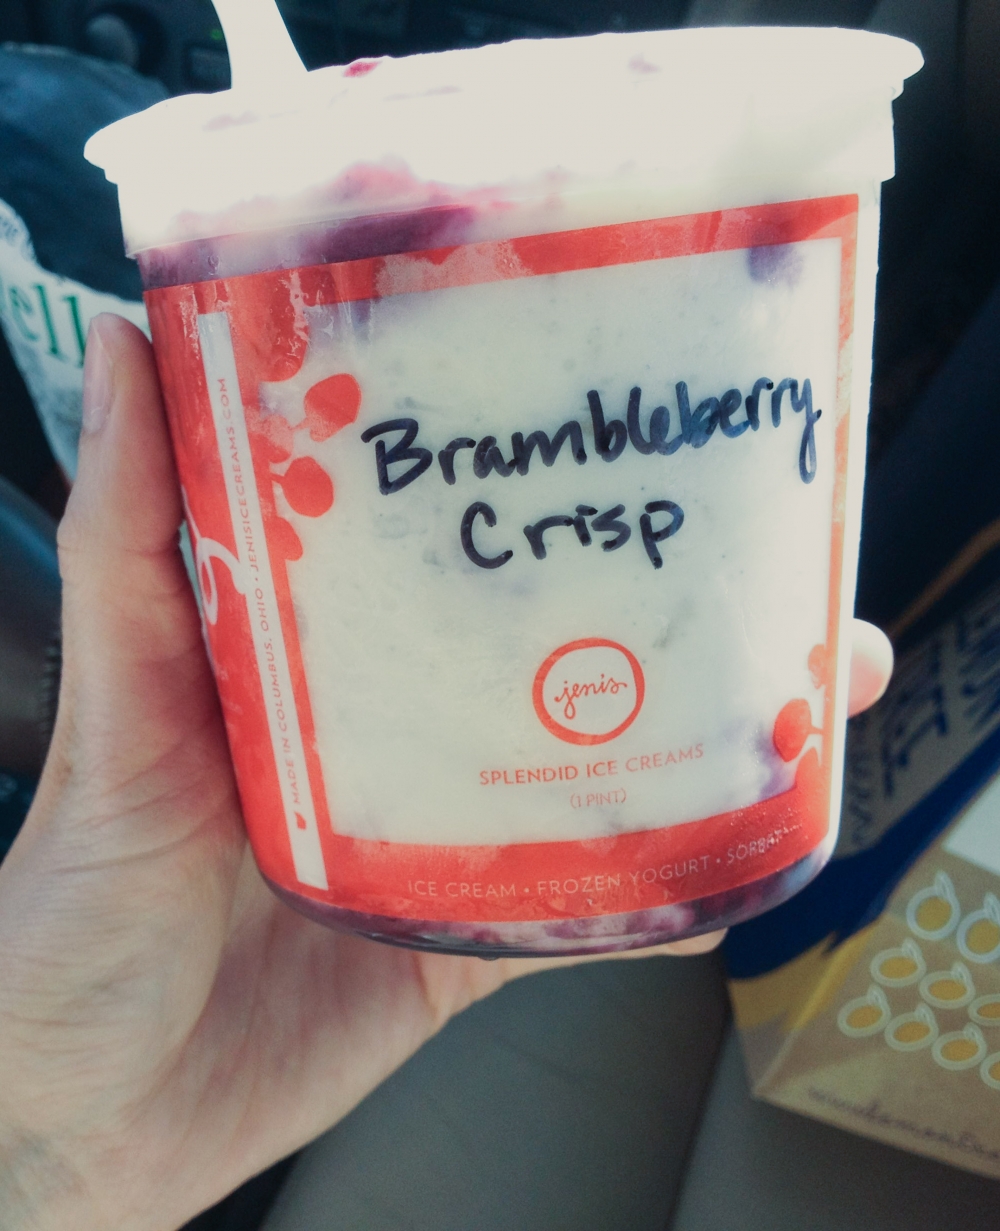 Brambleberry
Crisp
jenis
SPLENDID ICE CREAMS
(1 PINT)
ICE CREAM • FROZEN YOGURT • SORBET
MADE IN COLUMBUS, OHIO • JENISICECREAMS.COM
ell